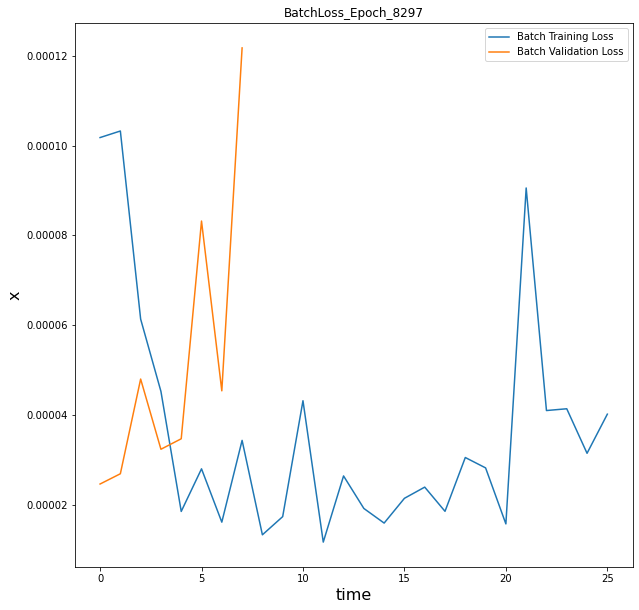 BatchLoss_Epoch_8297
Batch Training Loss
Batch Validation Loss
0.00012
0.00010
0.00008
0.00006
0.00004
0.00002
x
0 5 10 15 20 25
time